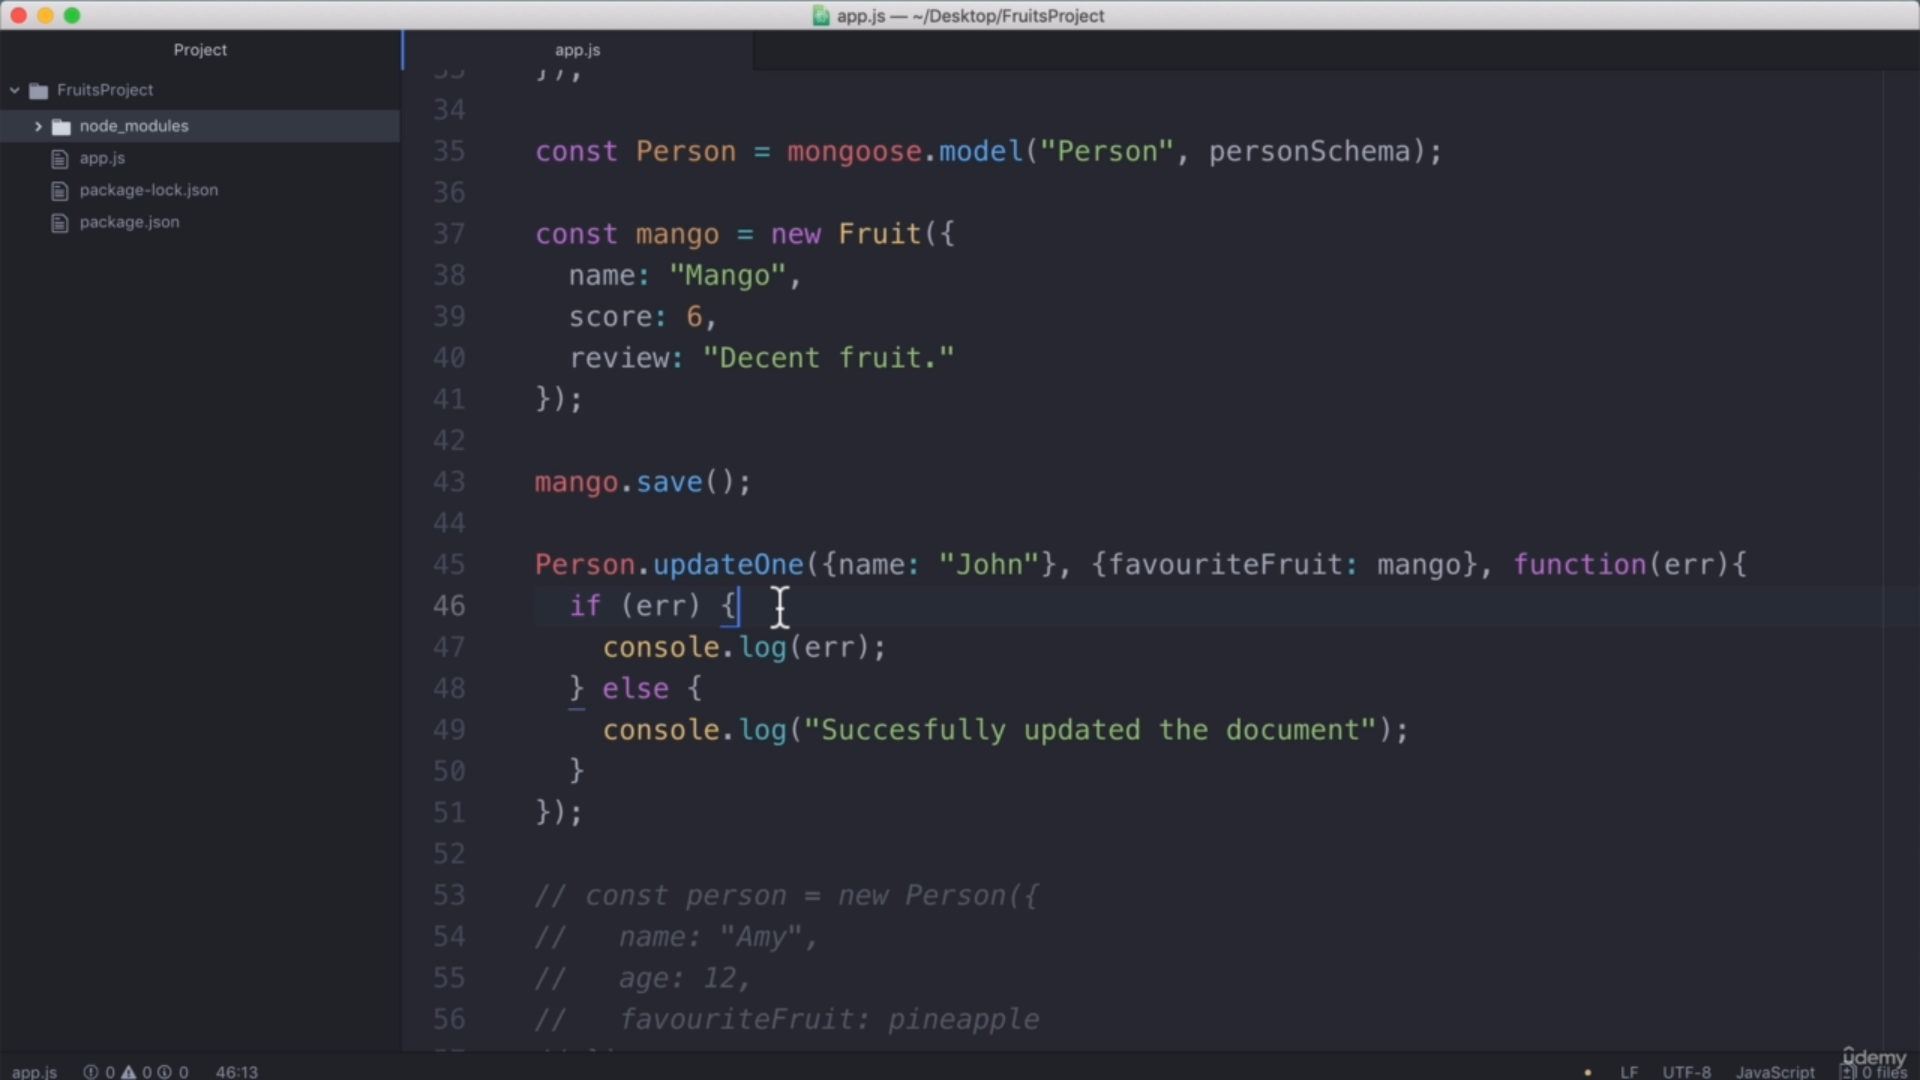 app.js — ~/Desktop/FruitsProject
Project
FruitsProject
node_modules
app.js
package-lock.json
package.json
app.js
34
35 const Person = mongoose.model("Person", personSchema);
36
37 const mango = new Fruit({
38 name: "Mango",
39 score: 6,
40 review: "Decent fruit."
41 });
42
43 mango.save();
44
45 Person.updateOne({name: "John"}, {favouriteFruit: mango}, function(err){
46 if (err) {
47 console.log(err);
48 } else {
49 console.log("Succesfully updated the document");
50 }
51 });
52
53 // const person = new Person({
54 // name: "Amy",
55 // age: 12,
56 // favouriteFruit: pineapple
app.js 0 0 0 46:13 LF UTF-8 JavaScript 0 files
ûdemy